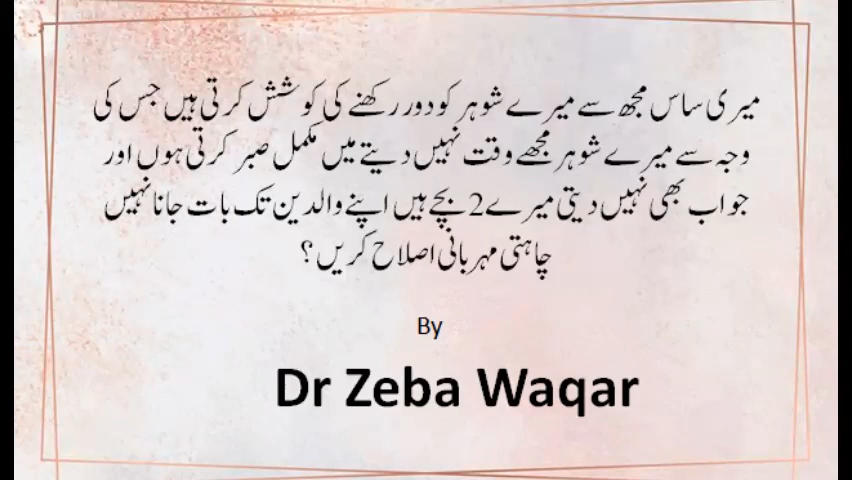 میری ساس مجھ سے میرے شوہر کو دور رکھنے کی کوشش کرتی ہیں جس کی
وجہ سے میرے شوہر مجھے وقت نہیں دیتے میں مکمل صبر کرتی ہوں اور
جواب بھی نہیں دیتی میرے 2 بچے ہیں اپنے والدین تک بات جانا نہیں
چاہتی مہربانی اصلاح کریں؟
By
Dr Zeba Waqar